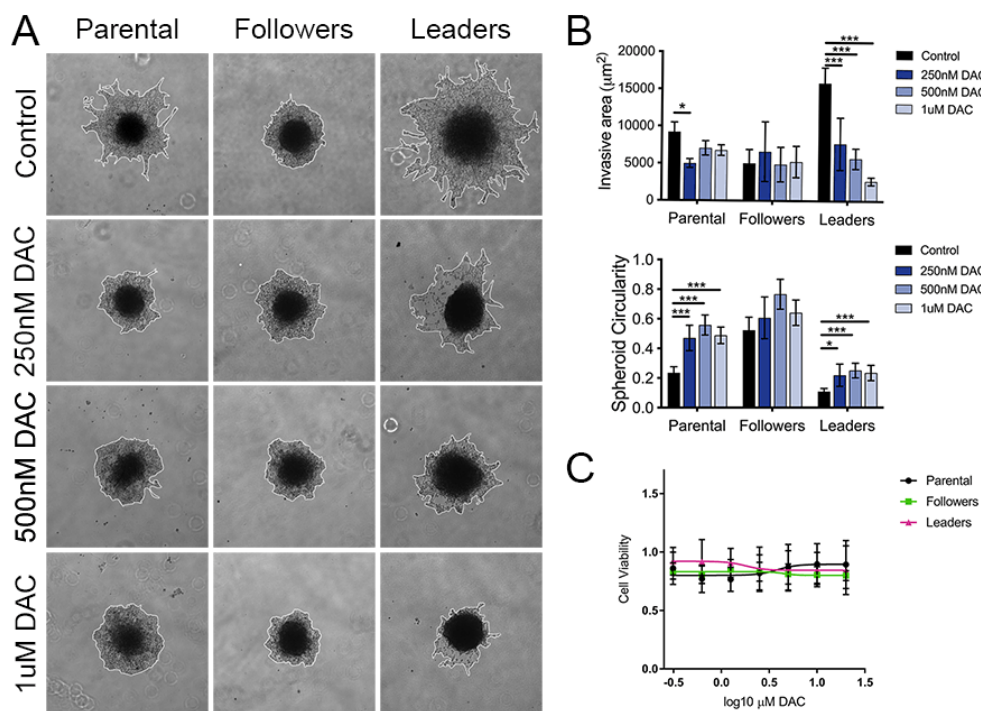 A
Parental Followers Leaders
Control
250nM DAC
500nM DAC
1uM DAC
B
Invasive area (µm²)
20000
15000
10000
5000
0
*
***
***
***
Parental Followers Leaders
Control
250nM DAC
500nM DAC
1uM DAC
Spheroid Circularity
1.0
0.8
0.6
0.4
0.2
0.0
***
***
***
***
***
*
Parental Followers Leaders
Control
250nM DAC
500nM DAC
1uM DAC
C
Cell Viability
1.5
1.0
0.5
0.0
-0.5 0.0 0.5 1.0 1.5
log10 µM DAC
Parental
Followers
Leaders